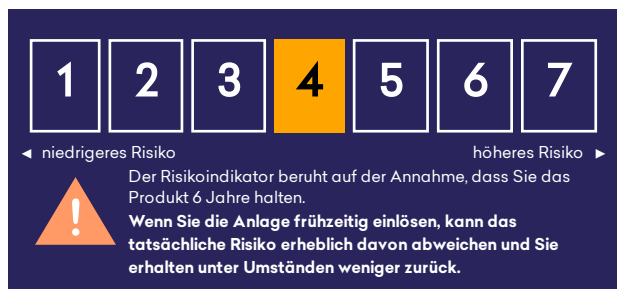 1 2 3 4 5 6 7
◄ niedrigeres Risiko höheres Risiko ►
Der Risikoindikator beruht auf der Annahme, dass Sie das
Produkt 6 Jahre halten.
Wenn Sie die Anlage frühzeitig einlösen, kann das
tatsächliche Risiko erheblich davon abweichen und Sie
erhalten unter Umständen weniger zurück.